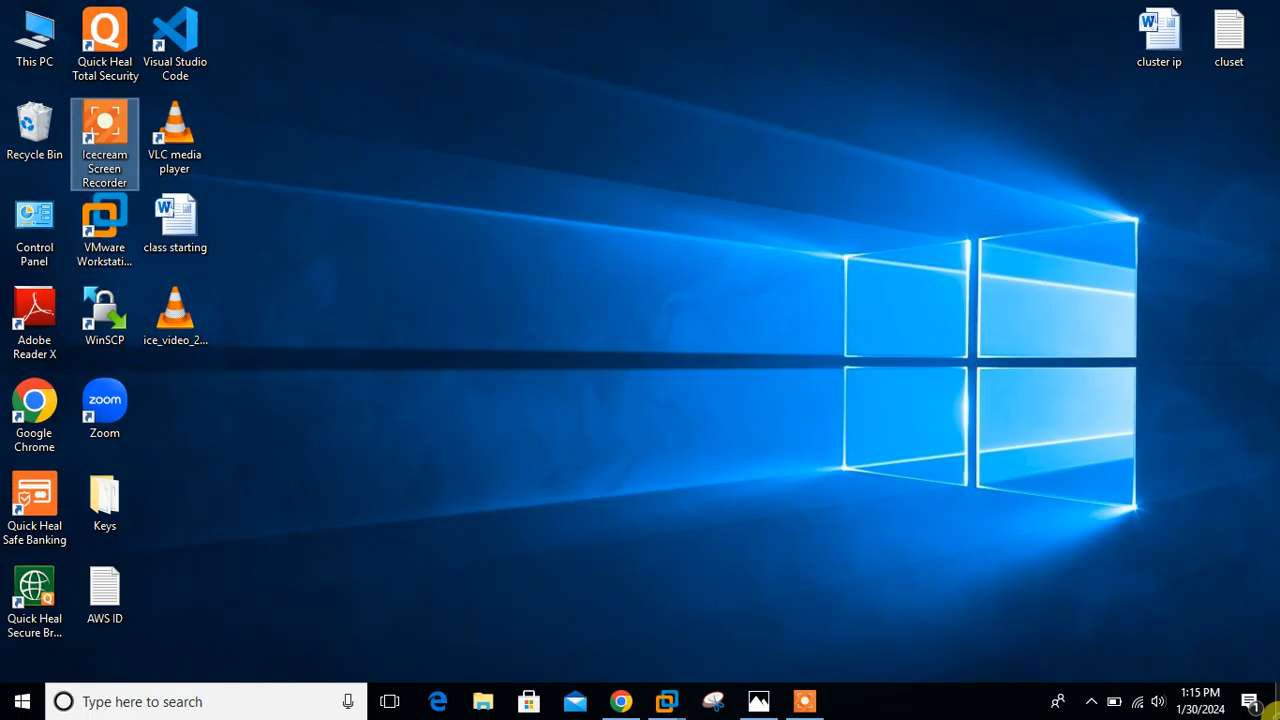 This PC
Quick Heal
Total Security
Visual Studio
Code
cluster ip
cluset
Recycle Bin
Icecream
Screen
Recorder
VLC media
player
Control
Panel
VMware
Workstati...
class starting
Adobe
Reader X
WinSCP
ice_video_2...
Google
Chrome
zoom
Zoom
Quick Heal
Safe Banking
Keys
Quick Heal
Secure Br...
AWS ID
Type here to search
1:15 PM
1/30/2024
1